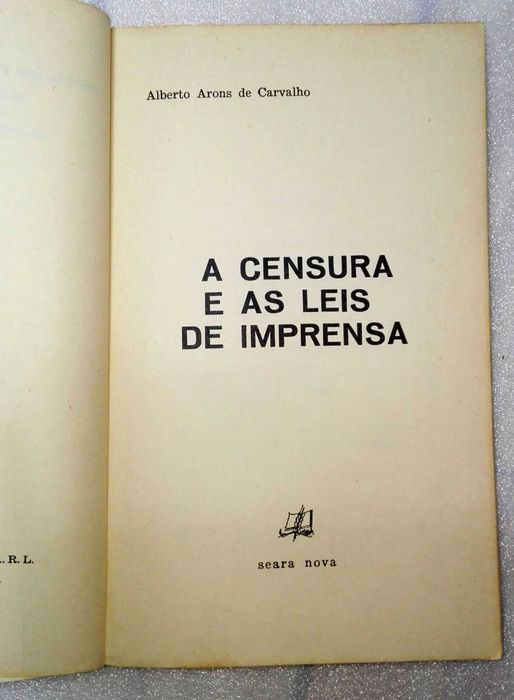 Alberto Arons de Carvalho
A CENSURA
E AS LEIS
DE IMPRENSA
. R. L.
seara nova